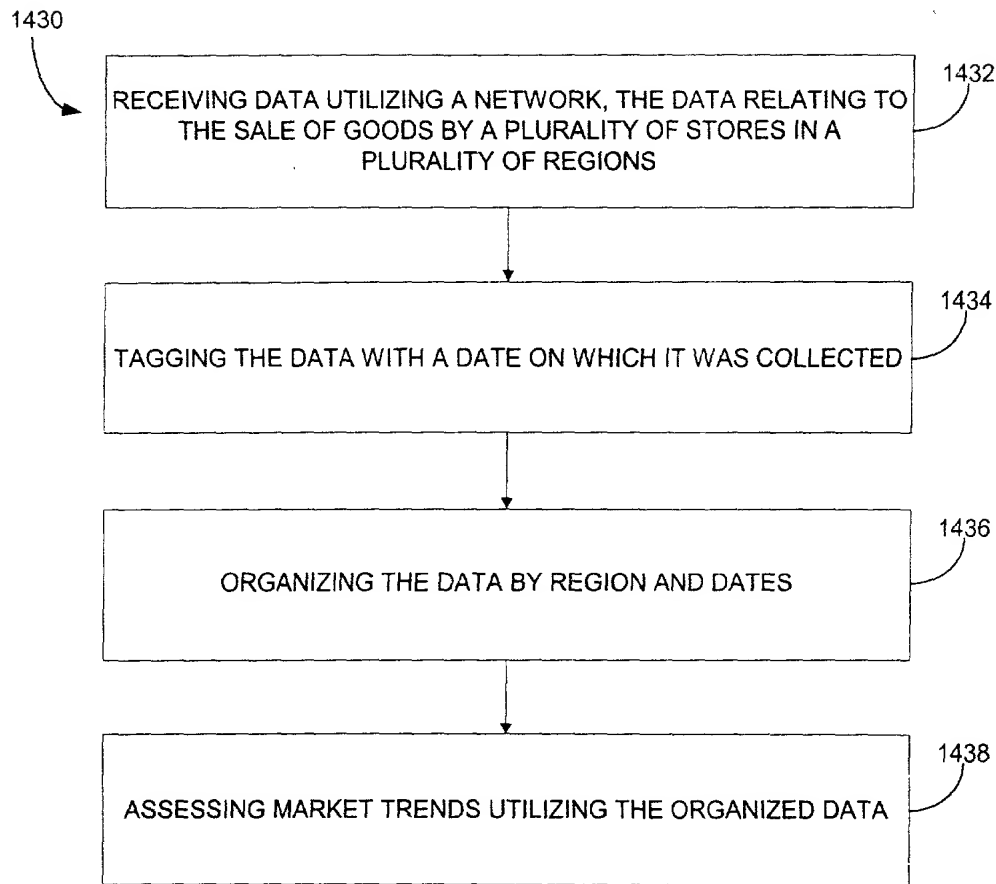 1430
1432
RECEIVING DATA UTILIZING A NETWORK, THE DATA RELATING TO
THE SALE OF GOODS BY A PLURALITY OF STORES IN A
PLURALITY OF REGIONS
1434
TAGGING THE DATA WITH A DATE ON WHICH IT WAS COLLECTED
1436
ORGANIZING THE DATA BY REGION AND DATES
1438
ASSESSING MARKET TRENDS UTILIZING THE ORGANIZED DATA